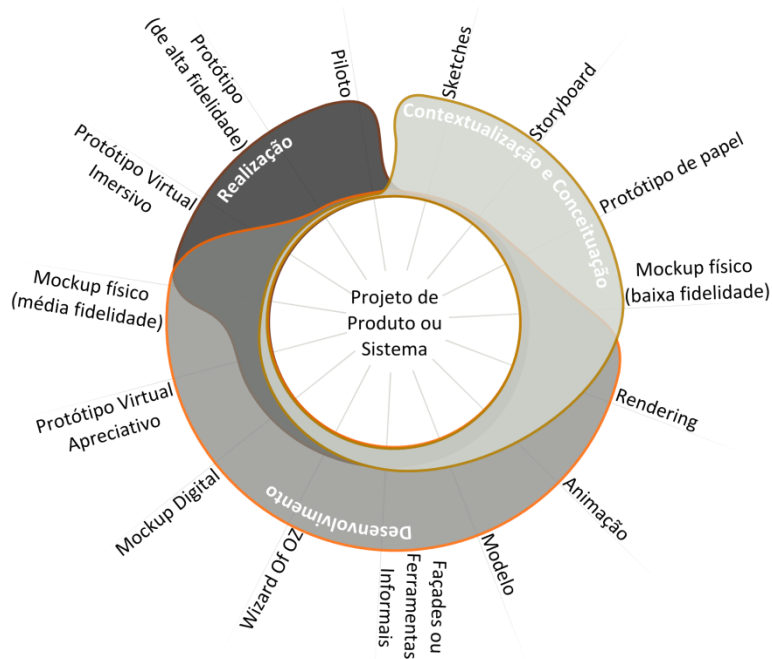 Sketches
Storyboard
Protótipo de papel
Mockup físico
(baixa fidelidade)
Rendering
Animação
Modelo
Façades ou
Ferramentas
Informais
Wizard Of OZ
Mockup Digital
Protótipo Virtual
Apreciativo
Mockup físico
(média fidelidade)
Protótipo Virtual
Imersivo
Protótipo
(de alta fidelidade)
Piloto
Contextualização e Conceituação
Desenvolvimento
Realização
Projeto de
Produto ou
Sistema